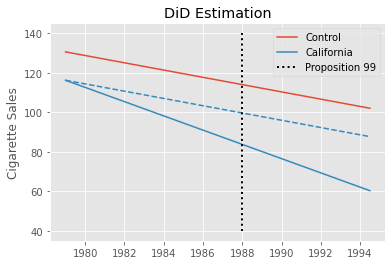 DiD Estimation
Control
California
Proposition 99
Cigarette Sales
140
120
100
80
60
40
1980 1982 1984 1986 1988 1990 1992 1994